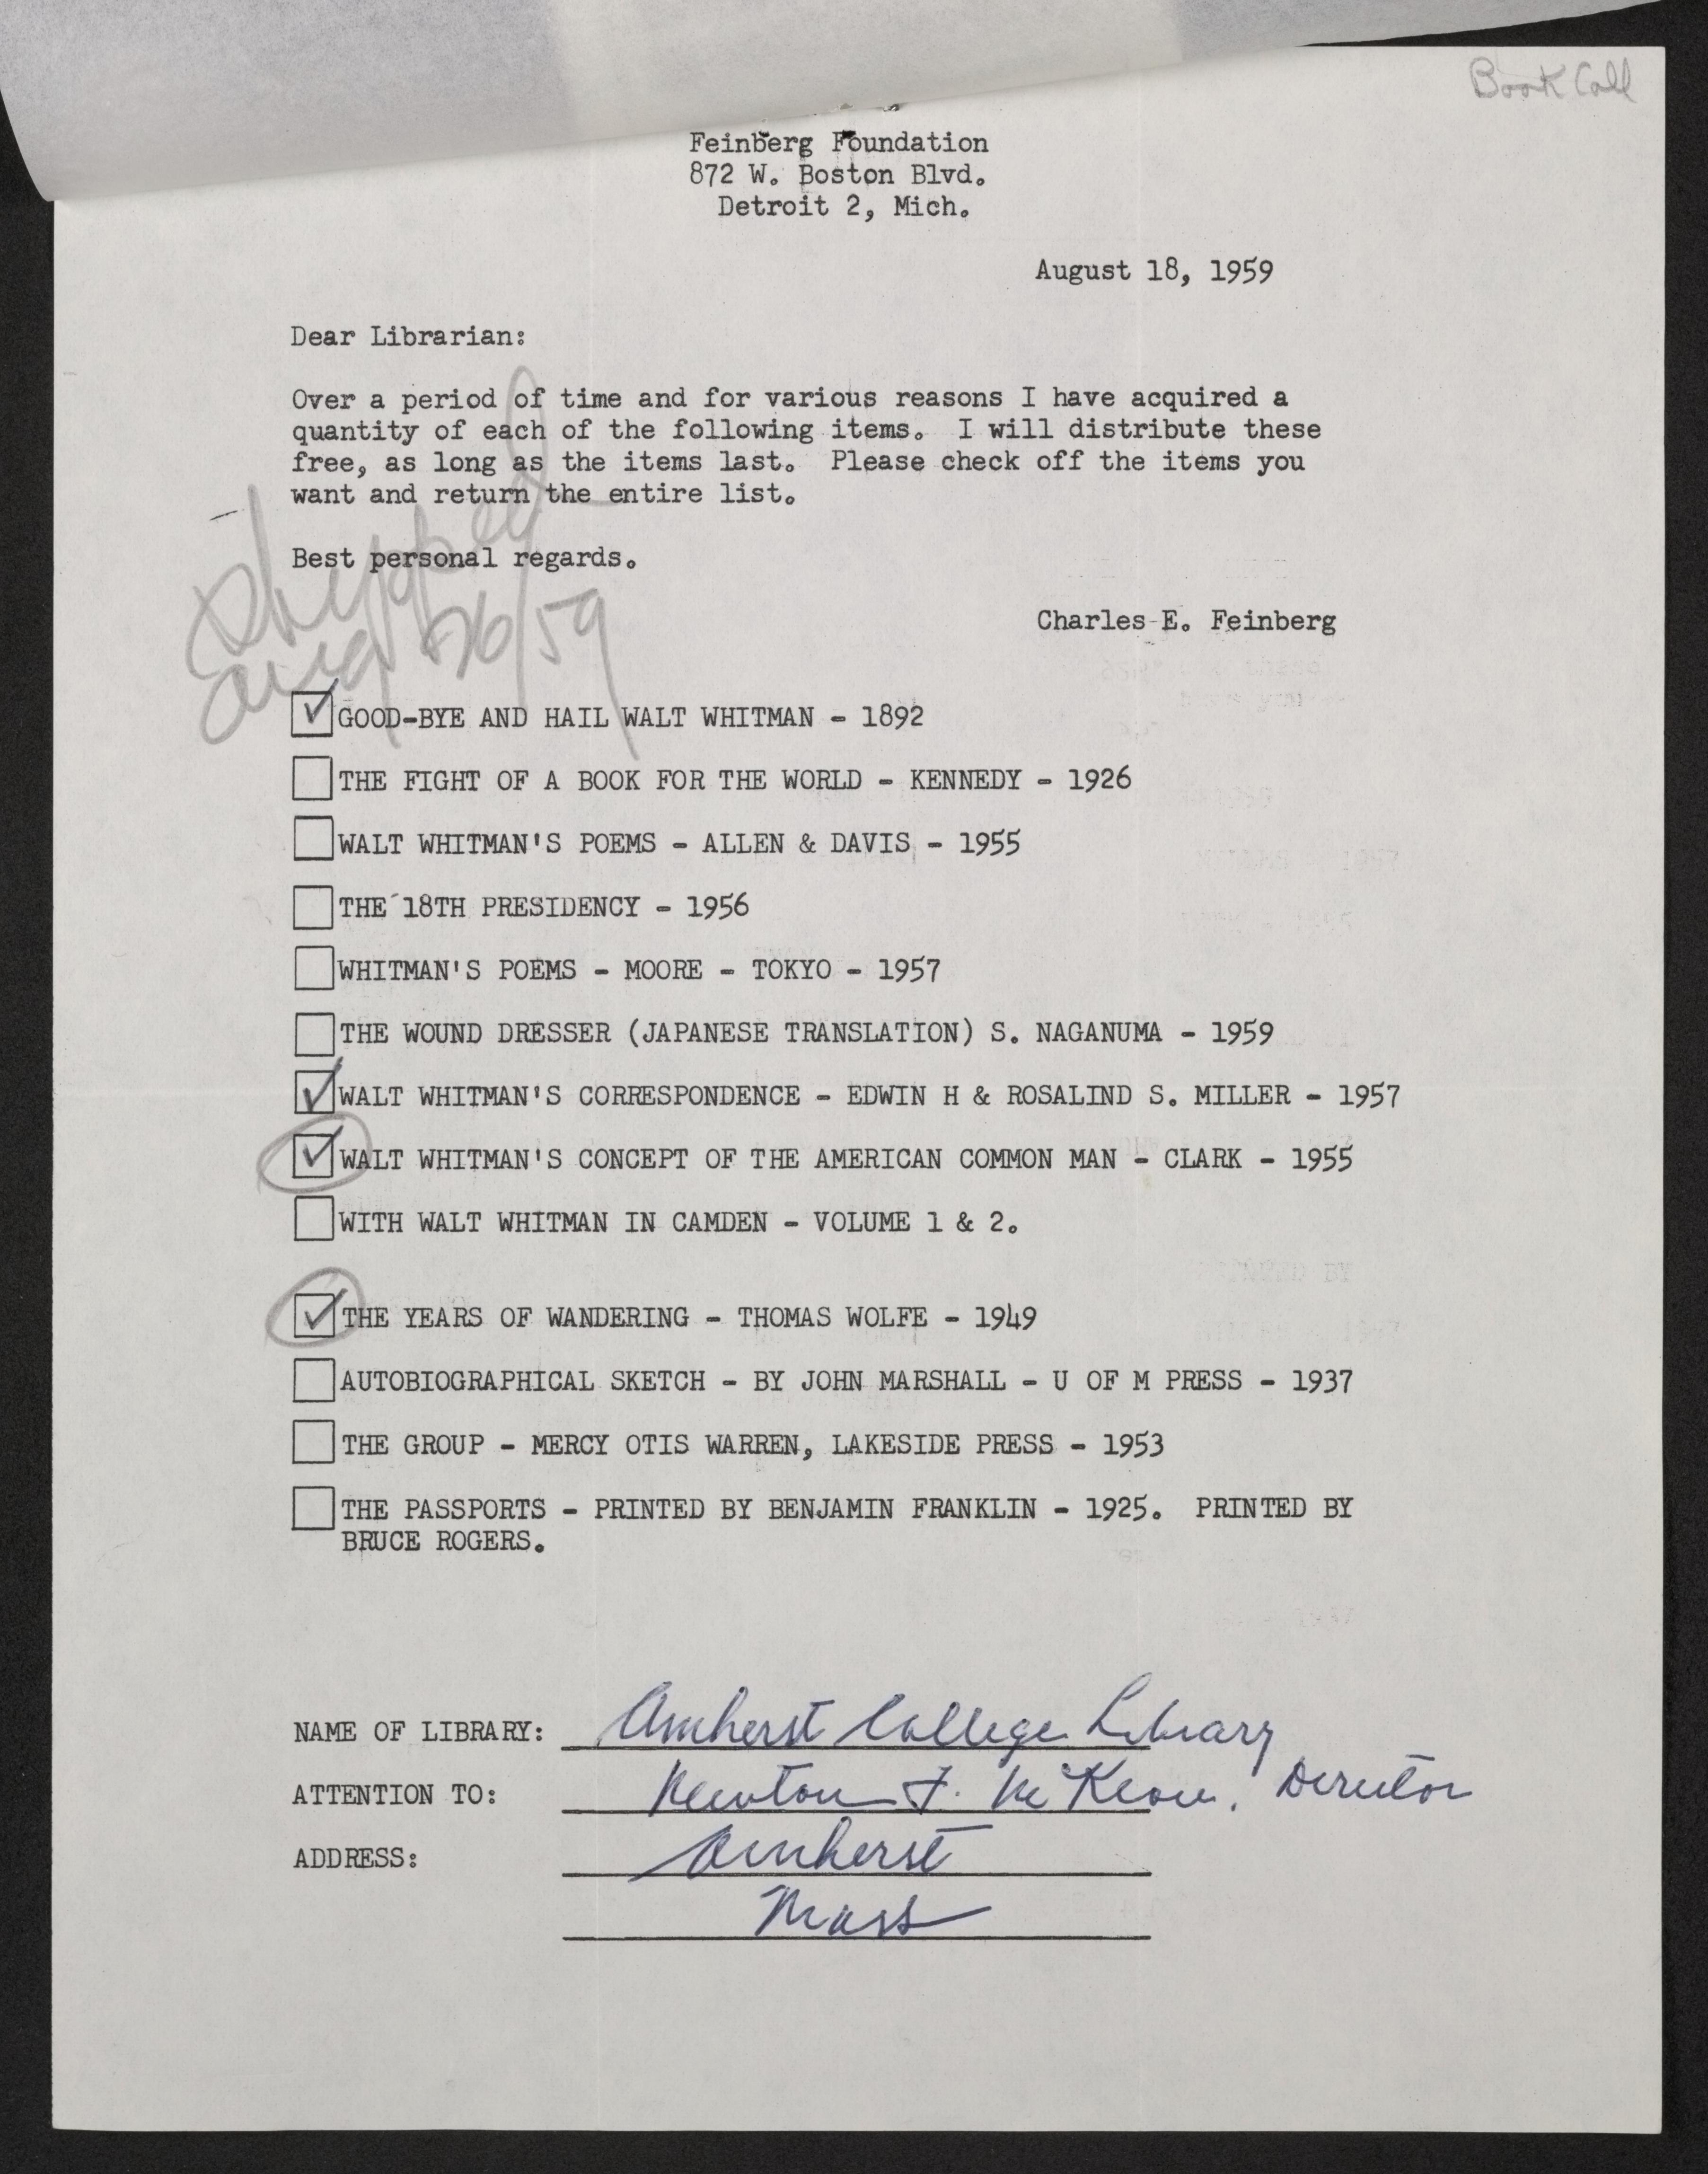 Book Coll
Feinberg Foundation
872 W. Boston Blvd.
Detroit 2, Mich.
August 18, 1959
Dear Librarian:
Over a period of time and for various reasons I have acquired a
quantity of each of the following items. I will distribute these
free, as long as the items last. Please check off the items you
want and return the entire list.
Best personal regards.
Shipped
Aug 26/59
Charles E. Feinberg
GOOD-BYE AND HAIL WALT WHITMAN - 1892
THE FIGHT OF A BOOK FOR THE WORLD - KENNEDY - 1926
WALT WHITMAN'S POEMS - ALLEN & DAVIS - 1955
THE 18TH PRESIDENCY - 1956
WHITMAN'S POEMS - MOORE - TOKYO - 1957
THE WOUND DRESSER (JAPANESE TRANSLATION) S. NAGANUMA - 1959
WALT WHITMAN'S CORRESPONDENCE - EDWIN H & ROSALIND S. MILLER - 1957
WALT WHITMAN'S CONCEPT OF THE AMERICAN COMMON MAN - CLARK - 1955
WITH WALT WHITMAN IN CAMDEN - VOLUME 1 & 2.
THE YEARS OF WANDERING - THOMAS WOLFE - 1949
AUTOBIOGRAPHICAL SKETCH - BY JOHN MARSHALL - U OF M PRESS - 1937
THE GROUP - MERCY OTIS WARREN, LAKESIDE PRESS - 1953
THE PASSPORTS - PRINTED BY BENJAMIN FRANKLIN - 1925. PRINTED BY
BRUCE ROGERS.
NAME OF LIBRARY: Amherst College Library
ATTENTION TO: Newton F. McKeon, Director
ADDRESS: Amherst
Mass